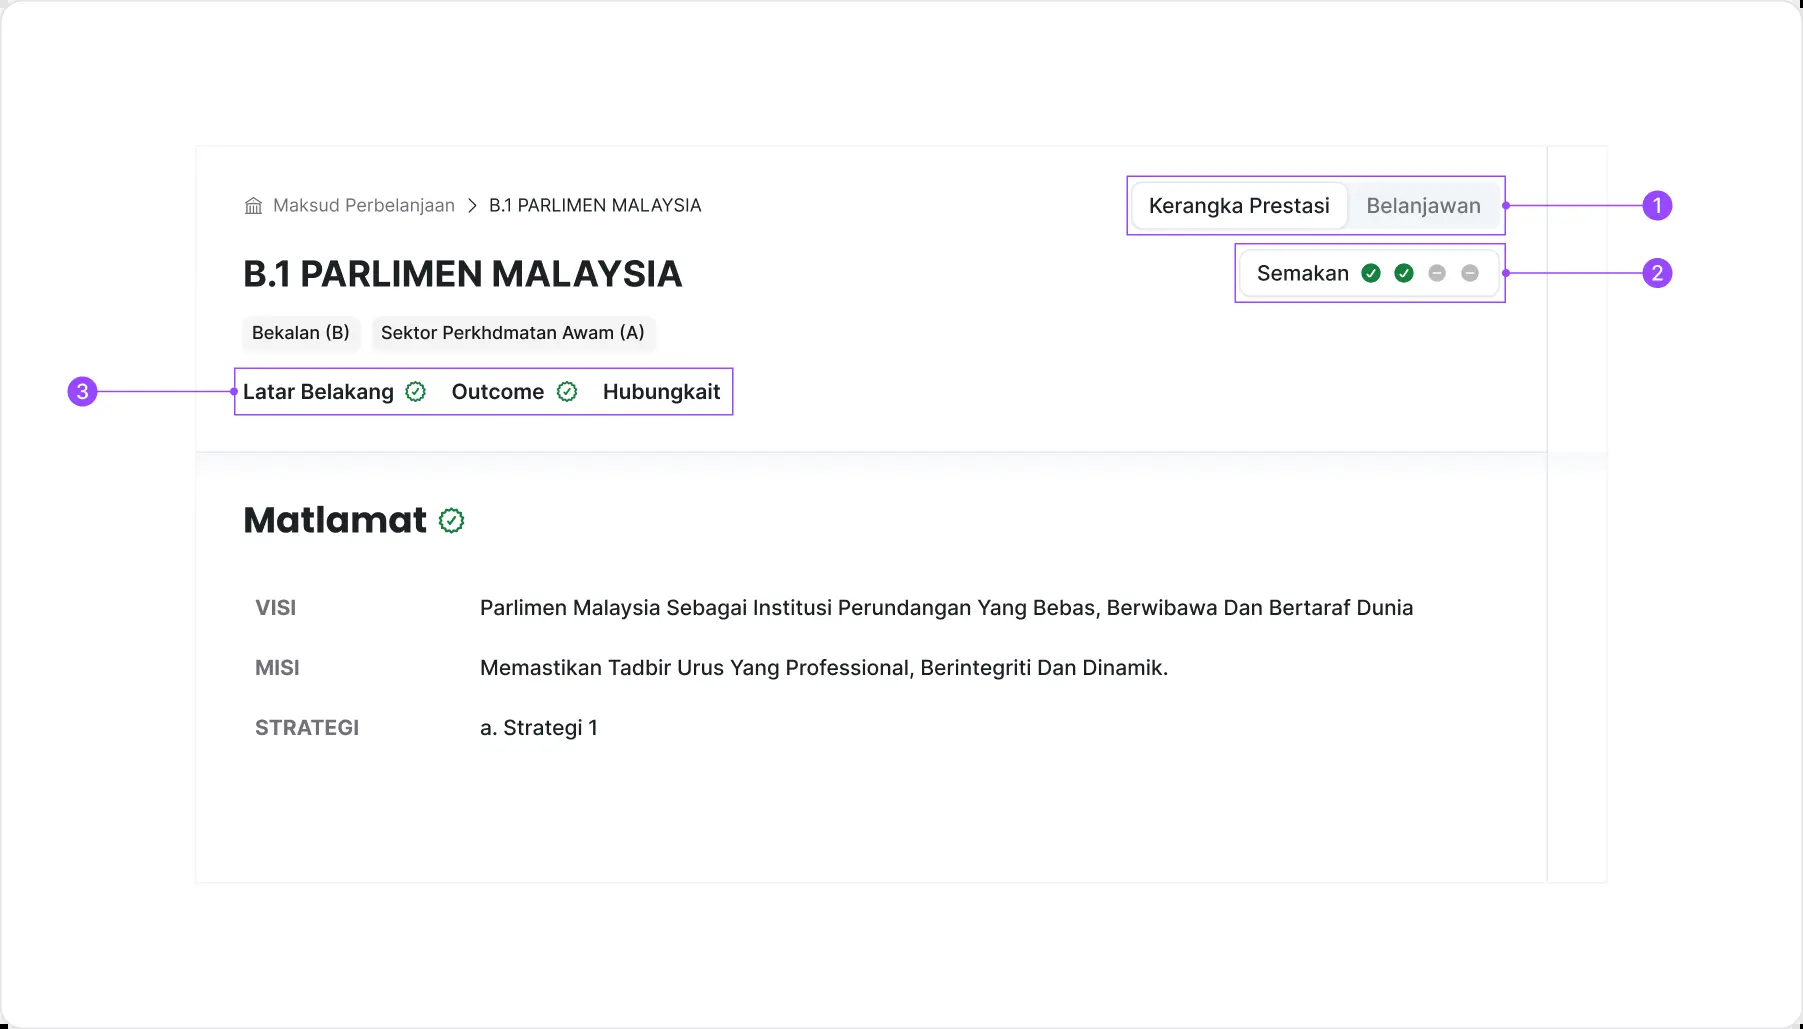 Maksud Perbelanjaan > B.1 PARLIMEN MALAYSIA
Kerangka Prestasi Belanjawan
1
B.1 PARLIMEN MALAYSIA
Semakan
2
Bekalan (B) Sektor Perkhdmatan Awam (A)
3
Latar Belakang Outcome Hubungkait
Matlamat
VISI Parlimen Malaysia Sebagai Institusi Perundangan Yang Bebas, Berwibawa Dan Bertaraf Dunia
MISI Memastikan Tadbir Urus Yang Professional, Berintegriti Dan Dinamik.
STRATEGI a. Strategi 1